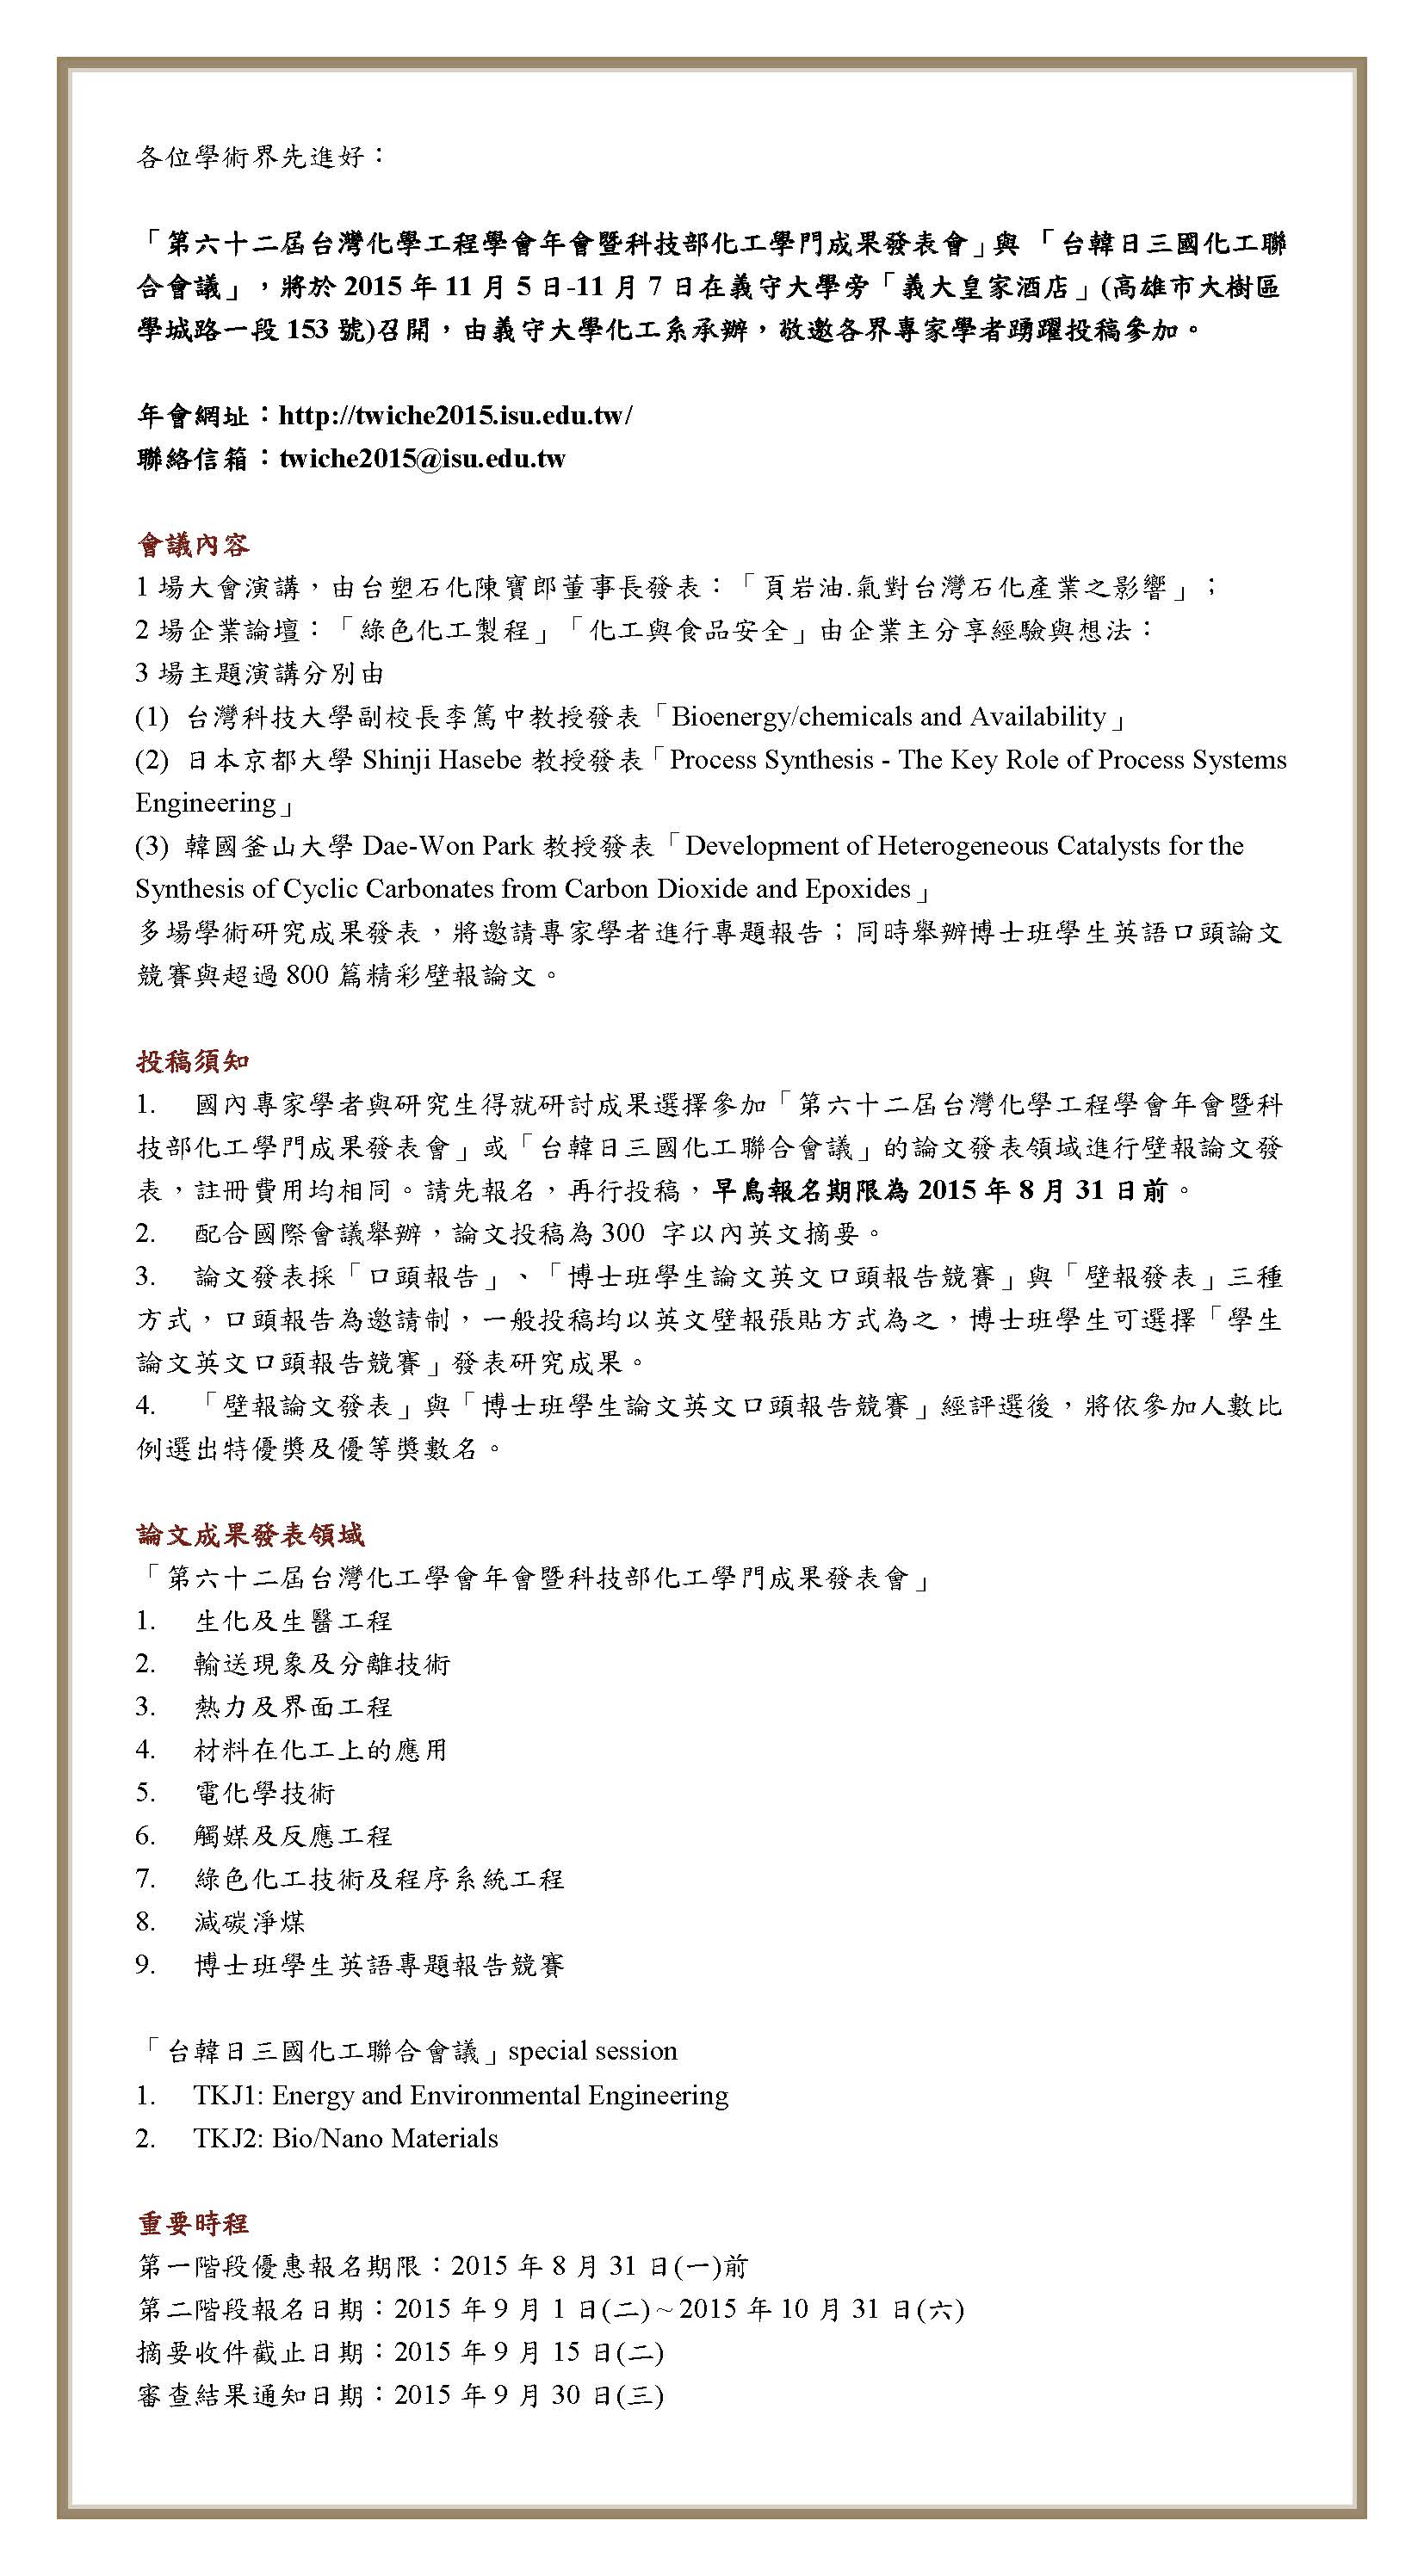 各位學術界先進好：
「第六十二屆台灣化學工程學會年會暨科技部化工學門成果發表會」與 「台韓日三國化工聯
合會議」，將於 2015 年 11 月 5 日-11 月 7 日在義守大學旁「義大皇家酒店」(高雄市大樹區
學城路一段 153 號)召開，由義守大學化工系承辦，敬邀各界專家學者踴躍投稿參加。
年會網址：http://twiche2015.isu.edu.tw/
聯絡信箱：twiche2015@isu.edu.tw
會議內容
1 場大會演講，由台塑石化陳寶郎董事長發表：「頁岩油.氣對台灣石化產業之影響」；
2 場企業論壇：「綠色化工製程」「化工與食品安全」由企業主分享經驗與想法：
3 場主題演講分別由
(1) 台灣科技大學副校長李篤中教授發表「Bioenergy/chemicals and Availability」
(2) 日本京都大學 Shinji Hasebe 教授發表「Process Synthesis - The Key Role of Process Systems
Engineering」
(3) 韓國釜山大學 Dae-Won Park 教授發表「Development of Heterogeneous Catalysts for the
Synthesis of Cyclic Carbonates from Carbon Dioxide and Epoxides」
多場學術研究成果發表，將邀請專家學者進行專題報告；同時舉辦博士班學生英語口頭論文
競賽與超過 800 篇精彩壁報論文。
投稿須知
1. 國內專家學者與研究生得就研討成果選擇參加「第六十二屆台灣化學工程學會年會暨科
技部化工學門成果發表會」或「台韓日三國化工聯合會議」的論文發表領域進行壁報論文發
表，註冊費用均相同。請先報名，再行投稿，早鳥報名期限為 2015 年 8 月 31 日前。
2. 配合國際會議舉辦，論文投稿為 300 字以內英文摘要。
3. 論文發表採「口頭報告」、「博士班學生論文英文口頭報告競賽」與「壁報發表」三種
方式，口頭報告為邀請制，一般投稿均以英文壁報張貼方式為之，博士班學生可選擇「學生
論文英文口頭報告競賽」發表研究成果。
4. 「壁報論文發表」與「博士班學生論文英文口頭報告競賽」經評選後，將依參加人數比
例選出特優獎及優等獎數名。
論文成果發表領域
「第六十二屆台灣化工學會年會暨科技部化工學門成果發表會」
1. 生化及生醫工程
2. 輸送現象及分離技術
3. 熱力及界面工程
4. 材料在化工上的應用
5. 電化學技術
6. 觸媒及反應工程
7. 綠色化工技術及程序系統工程
8. 減碳淨煤
9. 博士班學生英語專題報告競賽
「台韓日三國化工聯合會議」special session
1. TKJ1: Energy and Environmental Engineering
2. TKJ2: Bio/Nano Materials
重要時程
第一階段優惠報名期限：2015 年 8 月 31 日(一)前
第二階段報名日期：2015 年 9 月 1 日(二)～2015 年 10 月 31 日(六)
摘要收件截止日期：2015 年 9 月 15 日(二)
審查結果通知日期：2015 年 9 月 30 日(三)